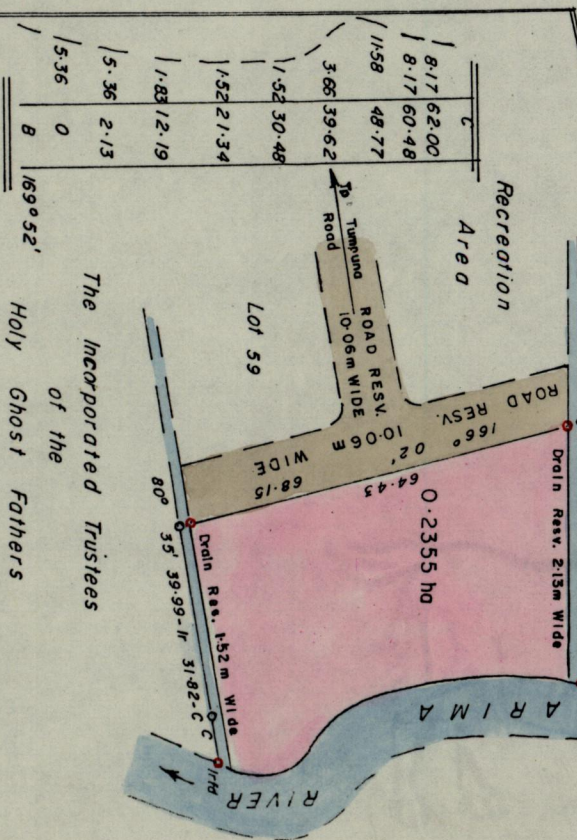 Recreation
Area
C
8·17 62·00
8·17 60·48
11·58 48·77
3·66 39·62
1·52 30·48
1·52 21·34
1·83 12·19
5·36 2·13
5·36 0
B
169° 52'
To: Tumpuna
Road
ROAD RESV.
10·06m WIDE
ROAD RESV. 10·06m WIDE
166° 02' 64·43
68·15
Drain Resv. 2·13m Wide
0·2355 ha
Lot 59
Drain Res. 1·52m Wide
80° 35' 39·99-Ir 31·82-C C
Irfd
ARIMA
RIVER
The Incorporated Trustees
of the
Holy Ghost Fathers